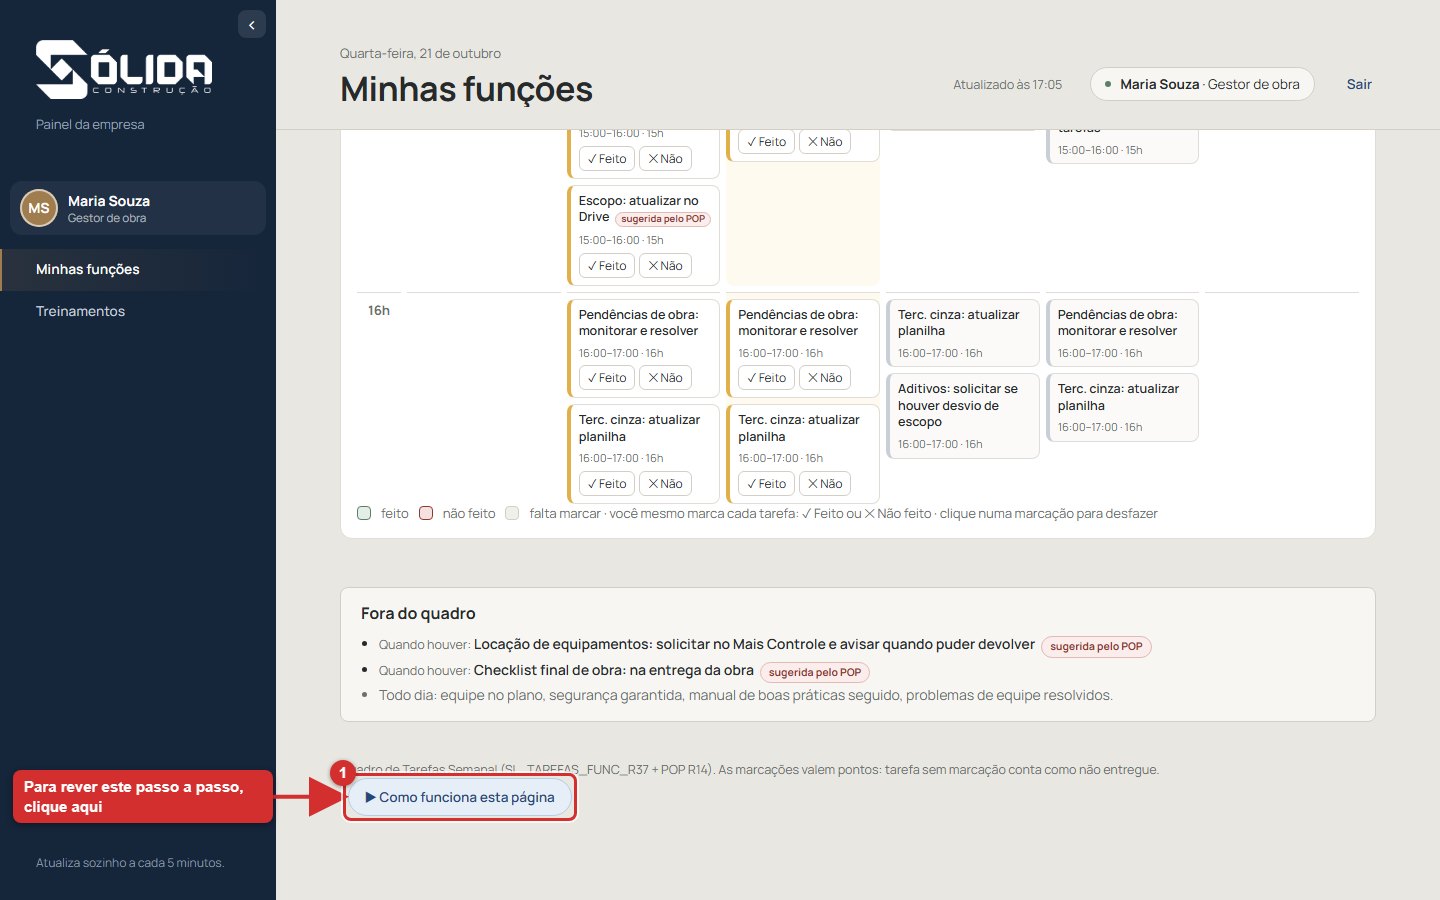 SÓLIDA
CONSTRUÇÃO
Painel da empresa
MS
Maria Souza
Gestor de obra
Minhas funções
Treinamentos
Atualiza sozinho a cada 5 minutos.
Quarta-feira, 21 de outubro
Minhas funções
Atualizado às 17:05
Maria Souza · Gestor de obra
Sair
15:00–16:00 · 15h
✓ Feito
✕ Não
Escopo: atualizar no
Drive sugerida pelo POP
15:00–16:00 · 15h
✓ Feito
✕ Não
✓ Feito
✕ Não
tarefas
15:00–16:00 · 15h
16h
Pendências de obra:
monitorar e resolver
16:00–17:00 · 16h
✓ Feito
✕ Não
Terc. cinza: atualizar
planilha
16:00–17:00 · 16h
✓ Feito
✕ Não
Pendências de obra:
monitorar e resolver
16:00–17:00 · 16h
✓ Feito
✕ Não
Terc. cinza: atualizar
planilha
16:00–17:00 · 16h
✓ Feito
✕ Não
Terc. cinza: atualizar
planilha
16:00–17:00 · 16h
Aditivos: solicitar se
houver desvio de
escopo
16:00–17:00 · 16h
Pendências de obra:
monitorar e resolver
16:00–17:00 · 16h
Terc. cinza: atualizar
planilha
16:00–17:00 · 16h
feito não feito falta marcar · você mesmo marca cada tarefa: ✓ Feito ou ✕ Não feito · clique numa marcação para desfazer
Fora do quadro
Quando houver: Locação de equipamentos: solicitar no Mais Controle e avisar quando puder devolver sugerida pelo POP
Quando houver: Checklist final de obra: na entrega da obra sugerida pelo POP
Todo dia: equipe no plano, segurança garantida, manual de boas práticas seguido, problemas de equipe resolvidos.
de Tarefas Semanal TAREFAS_FUNC_R37 + POP R14). As marcações valem pontos: tarefa sem marcação conta como não entregue.
1
Para rever este passo a passo,
clique aqui
▶ Como funciona esta página